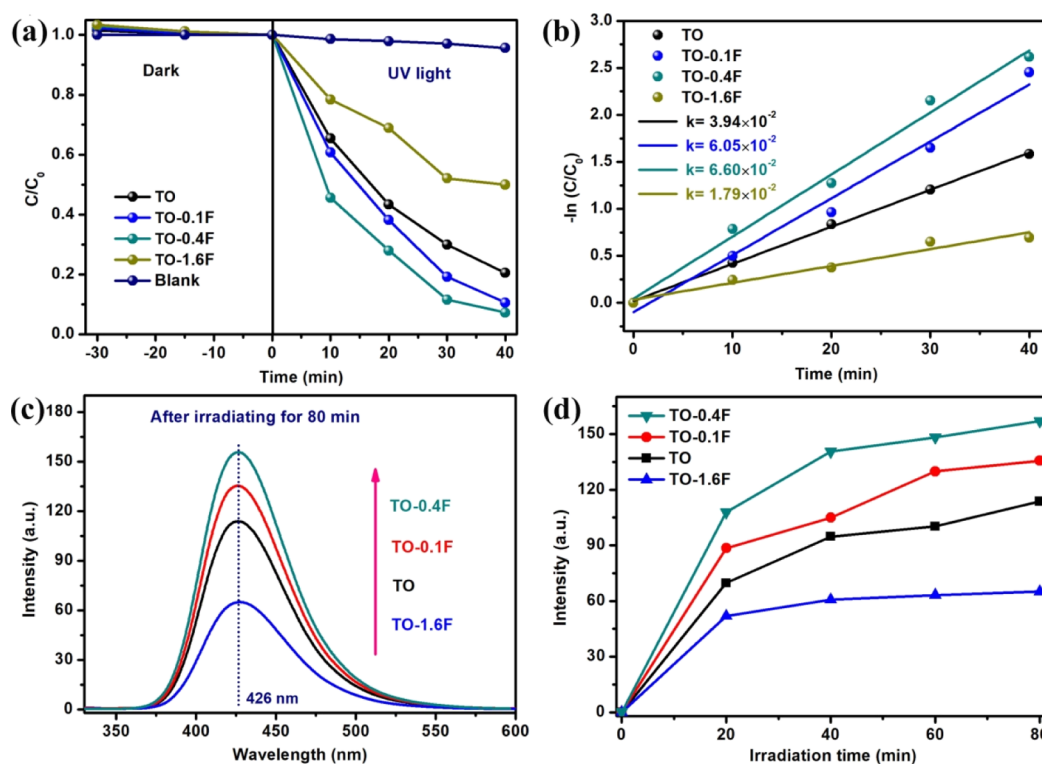 (a)
1.0
0.8
0.6
0.4
0.2
0.0
C/C₀
Dark
UV light
TO
TO-0.1F
TO-0.4F
TO-1.6F
Blank
-30 -20 -10 0 10 20 30 40
Time (min)
(b)
2.5
2.0
1.5
1.0
0.5
0.0
-ln (C/C₀)
TO
TO-0.1F
TO-0.4F
TO-1.6F
k= 3.94×10⁻²
k= 6.05×10⁻²
k= 6.60×10⁻²
k= 1.79×10⁻²
0 10 20 30 40
Time (min)
(c)
180
150
120
90
60
30
0
Intensity (a.u.)
After irradiating for 80 min
TO-0.4F
TO-0.1F
TO
TO-1.6F
426 nm
350 400 450 500 550 600
Wavelength (nm)
(d)
150
120
90
60
30
0
Intensity (a.u.)
TO-0.4F
TO-0.1F
TO
TO-1.6F
0 20 40 60 80
Irradiation time (min)